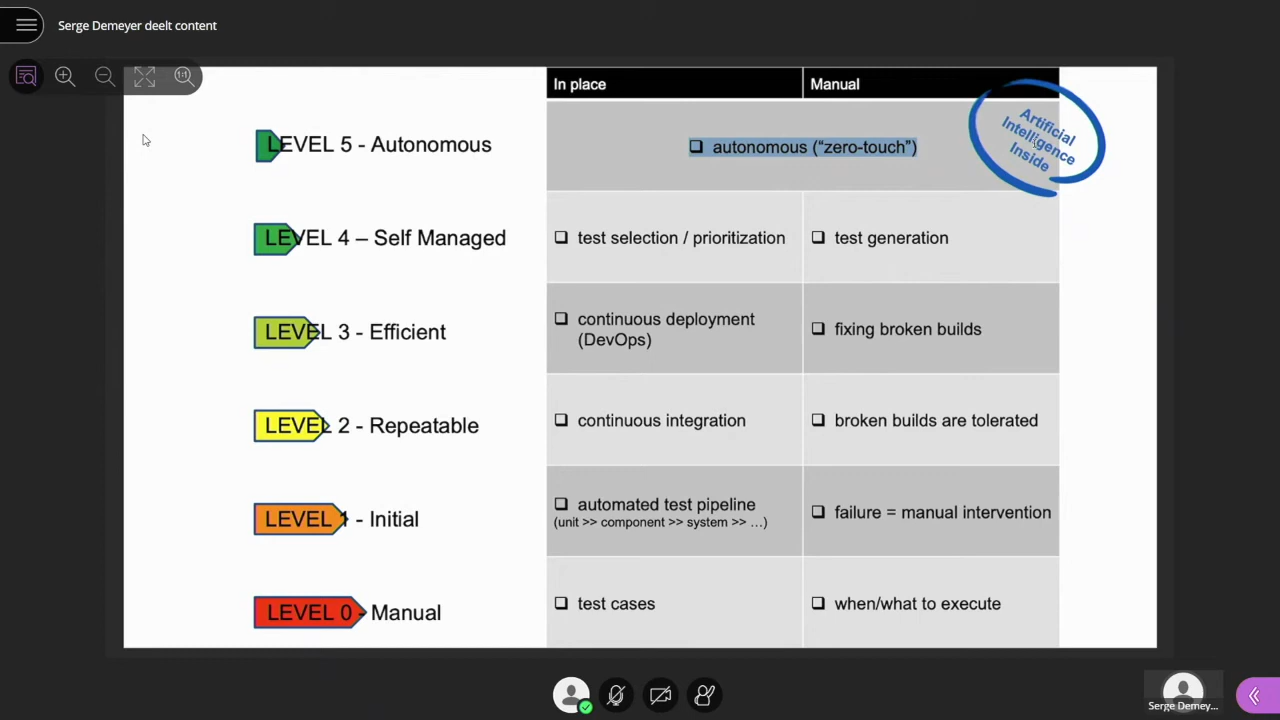 Serge Demeyer deelt content
1:1
In place
Manual
LEVEL 5 - Autonomous
autonomous (“zero-touch”)
Artificial
Intelligence
Inside
LEVEL 4 – Self Managed
test selection / prioritization
test generation
LEVEL 3 - Efficient
continuous deployment
(DevOps)
fixing broken builds
LEVEL 2 - Repeatable
continuous integration
broken builds are tolerated
LEVEL 1 - Initial
automated test pipeline
(unit >> component >> system >> …)
failure = manual intervention
LEVEL 0 - Manual
test cases
when/what to execute
Serge Demey...